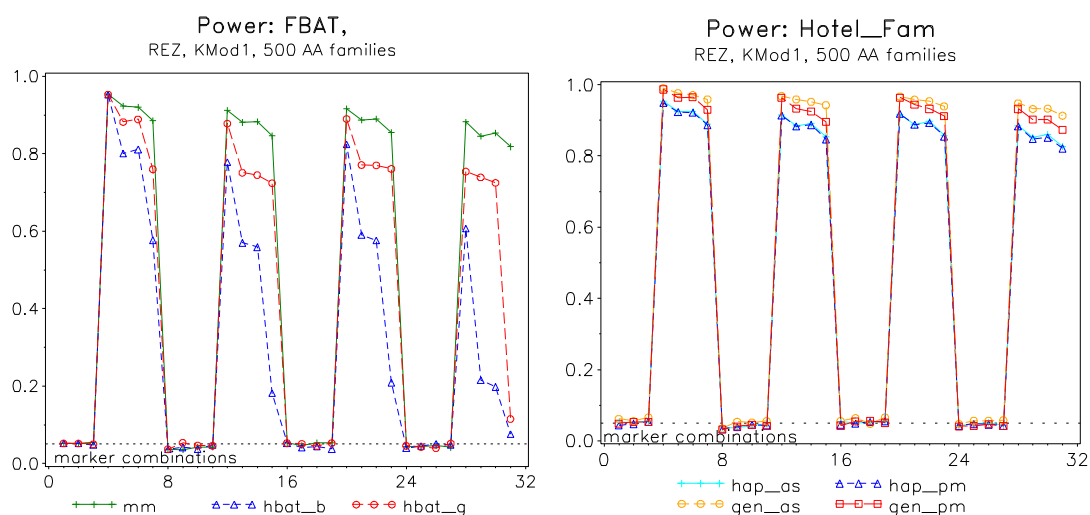 Power: FBAT,
REZ, KMod1, 500 AA families
1.0
0.8
0.6
0.4
0.2
0.0
marker combinations
0 8 16 24 32
mm hbat_b hbat_g
Power: Hotel_Fam
REZ, KMod1, 500 AA families
1.0
0.8
0.6
0.4
0.2
0.0
marker combinations
0 8 16 24 32
hap_as hap_pm
gen_as gen_pm